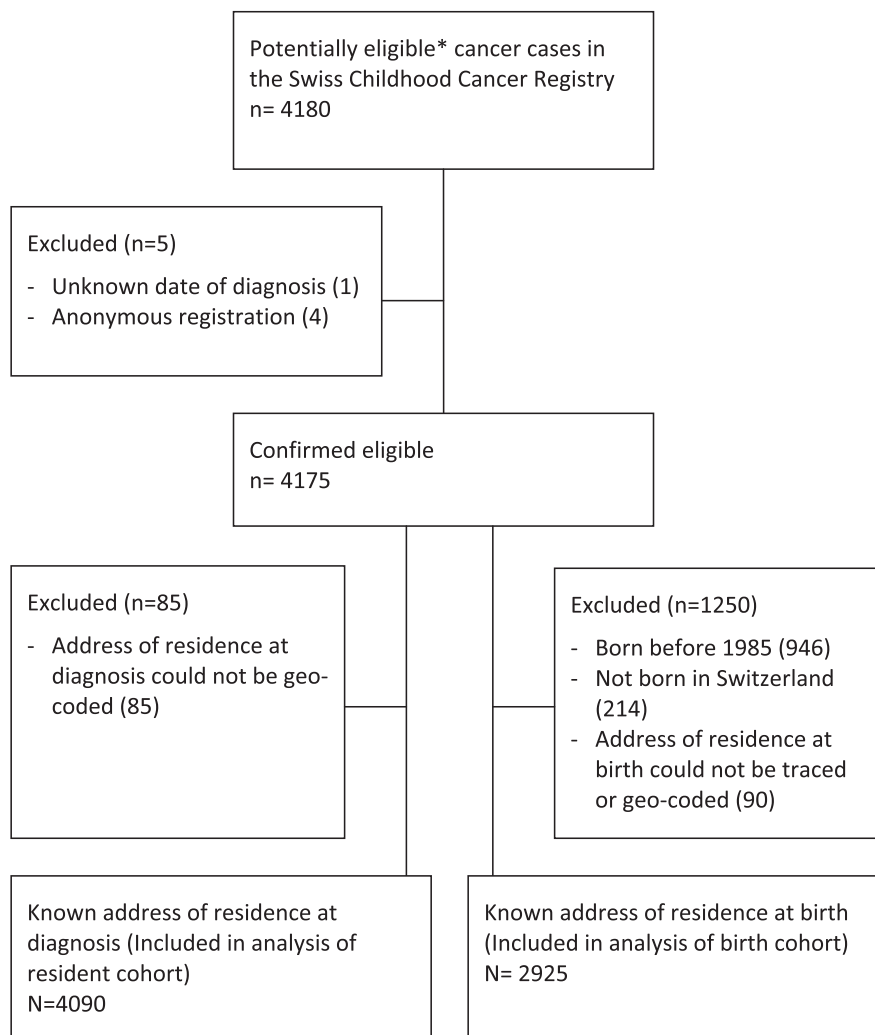 Potentially eligible* cancer cases in
the Swiss Childhood Cancer Registry
n= 4180
Excluded (n=5)
- Unknown date of diagnosis (1)
- Anonymous registration (4)
Confirmed eligible
n= 4175
Excluded (n=85)
- Address of residence at
diagnosis could not be geo-
coded (85)
Excluded (n=1250)
- Born before 1985 (946)
- Not born in Switzerland
(214)
- Address of residence at
birth could not be traced
or geo-coded (90)
Known address of residence at
diagnosis (Included in analysis of
resident cohort)
N=4090
Known address of residence at birth
(Included in analysis of birth cohort)
N= 2925